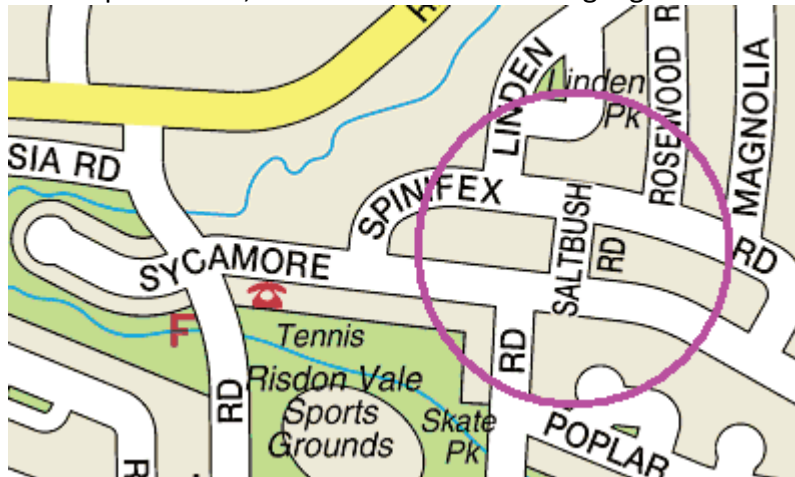 LINDEN
Linden
Pk
ROSEWOOD R
MAGNOLIA
SIA RD
SPINIFEX
SALTBUSH
RD
RD
SYCAMORE
F
Tennis
RD
Risdon Vale
Sports
Grounds
RD
Skate
Pk
POPLAR
R